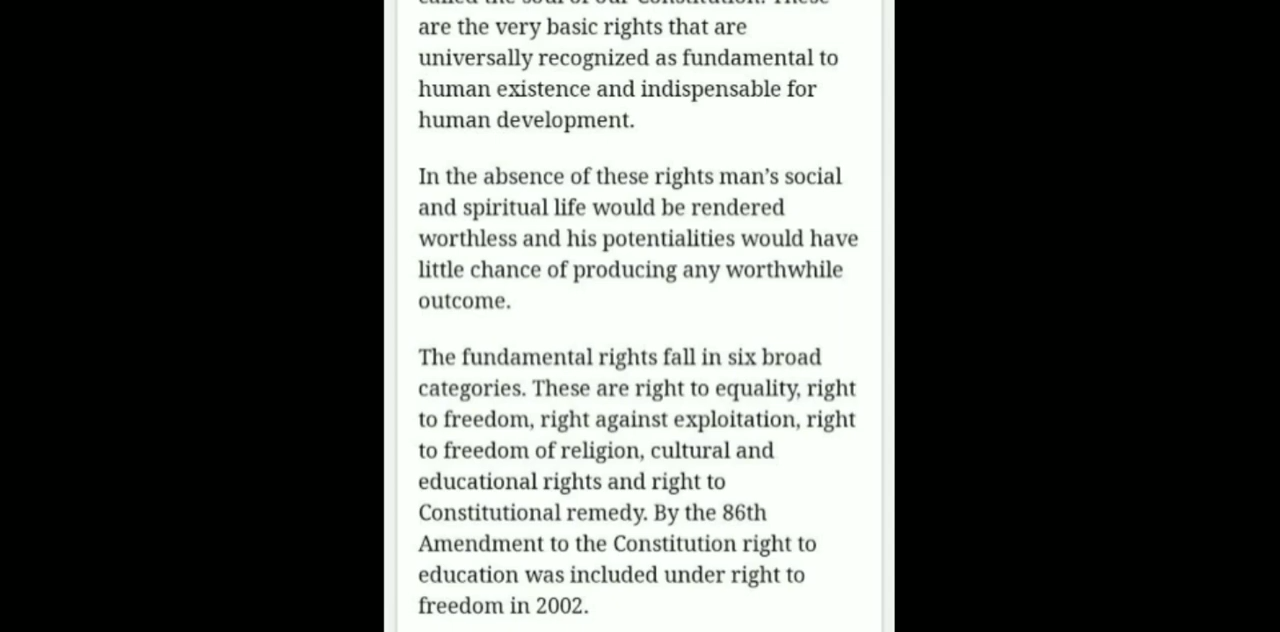 are the very basic rights that are
universally recognized as fundamental to
human existence and indispensable for
human development.
In the absence of these rights man’s social
and spiritual life would be rendered
worthless and his potentialities would have
little chance of producing any worthwhile
outcome.
The fundamental rights fall in six broad
categories. These are right to equality, right
to freedom, right against exploitation, right
to freedom of religion, cultural and
educational rights and right to
Constitutional remedy. By the 86th
Amendment to the Constitution right to
education was included under right to
freedom in 2002.